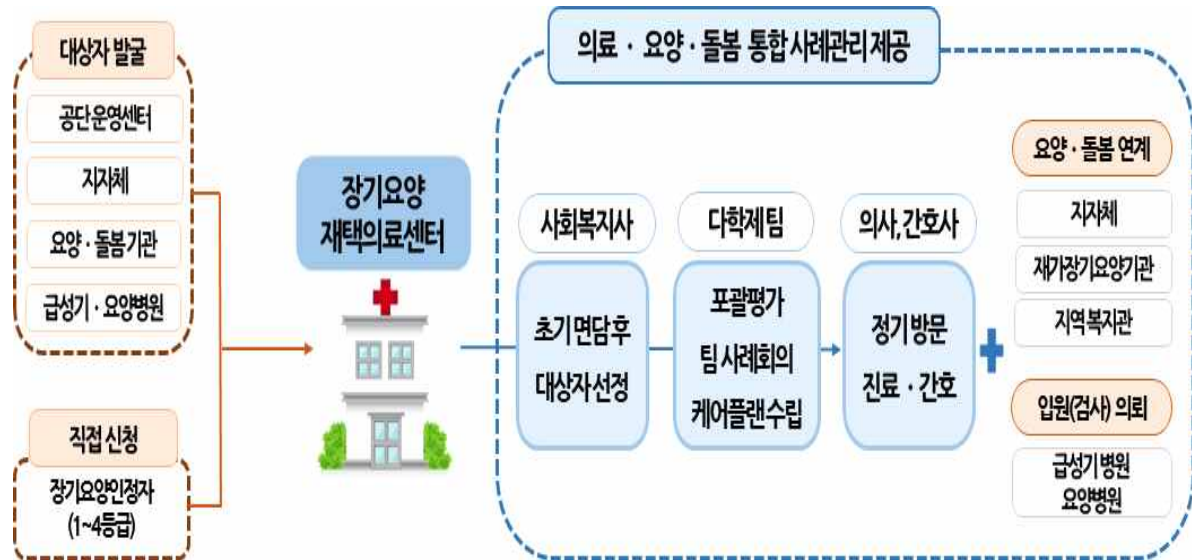 대상자 발굴
공단운영센터
지자체
요양·돌봄기관
급성기·요양병원
직접 신청
장기요양인정자
(1~4등급)
장기요양
재택의료센터
의료 · 요양 · 돌봄 통합 사례관리 제공
사회복지사
초기 면담 후
대상자 선정
다학제 팀
포괄평가
팀 사례회의
케어플랜 수립
의사, 간호사
정기 방문
진료 · 간호
요양 · 돌봄 연계
지자체
재가장기요양기관
지역 복지관
입원(검사) 의뢰
급성기 병원
요양병원